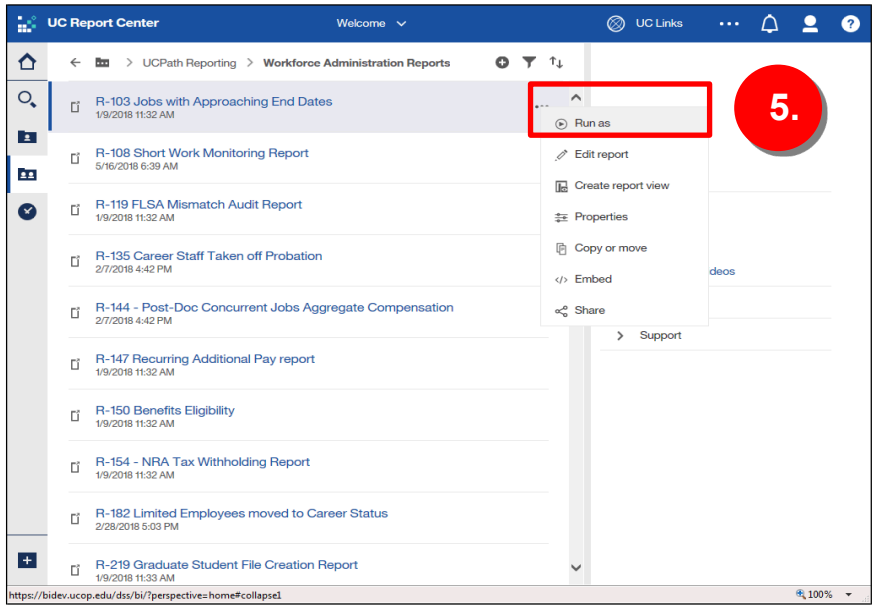 UC Report Center
Welcome
UC Links
UCPath Reporting > Workforce Administration Reports
R-103 Jobs with Approaching End Dates
1/9/2018 11:32 AM
5.
Run as
Edit report
Create report view
Properties
Copy or move
Embed
Share
R-108 Short Work Monitoring Report
5/16/2018 6:39 AM
R-119 FLSA Mismatch Audit Report
1/9/2018 11:32 AM
R-135 Career Staff Taken off Probation
2/7/2018 4:42 PM
deos
R-144 - Post-Doc Concurrent Jobs Aggregate Compensation
2/7/2018 4:42 PM
Support
R-147 Recurring Additional Pay report
1/9/2018 11:32 AM
R-150 Benefits Eligibility
1/9/2018 11:32 AM
R-154 - NRA Tax Withholding Report
1/9/2018 11:32 AM
R-182 Limited Employees moved to Career Status
2/28/2018 5:03 PM
R-219 Graduate Student File Creation Report
1/9/2018 11:33 AM
https://bidev.ucop.edu/dss/bi/?perspective=home#collapse1
100%